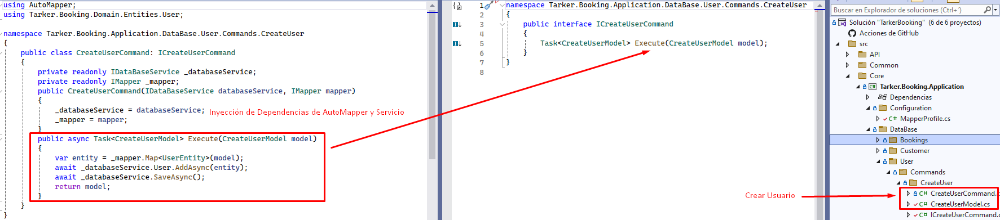 using AutoMapper;
using Tarker.Booking.Domain.Entities.User;
namespace Tarker.Booking.Application.DataBase.User.Commands.CreateUser
{
public class CreateUserCommand: ICreateUserCommand
{
private readonly IDataBaseService _databaseService;
private readonly IMapper _mapper;
public CreateUserCommand(IDataBaseService databaseService, IMapper mapper)
{
_databaseService = databaseService;
Inyección de Dependencias de AutoMapper y Servicio
_mapper = mapper;
}
public async Task<CreateUserModel> Execute(CreateUserModel model)
{
var entity = _mapper.Map<UserEntity>(model);
await _databaseService.User.AddAsync(entity);
await _databaseService.SaveAsync();
return model;
}
}
}
1 namespace Tarker.Booking.Application.DataBase.User.Commands.CreateUser
2 {
3 public interface ICreateUserCommand
4 {
5 Task<CreateUserModel> Execute(CreateUserModel model);
6 }
7 }
8
Crear Usuario
Buscar en Explorador de soluciones (Ctrl+´)
Solución "TarkerBooking" (6 de 6 proyectos)
Acciones de GitHub
src
API
Common
Core
C# Tarker.Booking.Application
Dependencias
Configuration
C# MapperProfile.cs
DataBase
Bookings
Customer
User
Commands
CreateUser
C# CreateUserCommand.
C# CreateUserModel.cs
C# ICreateUserCommand.